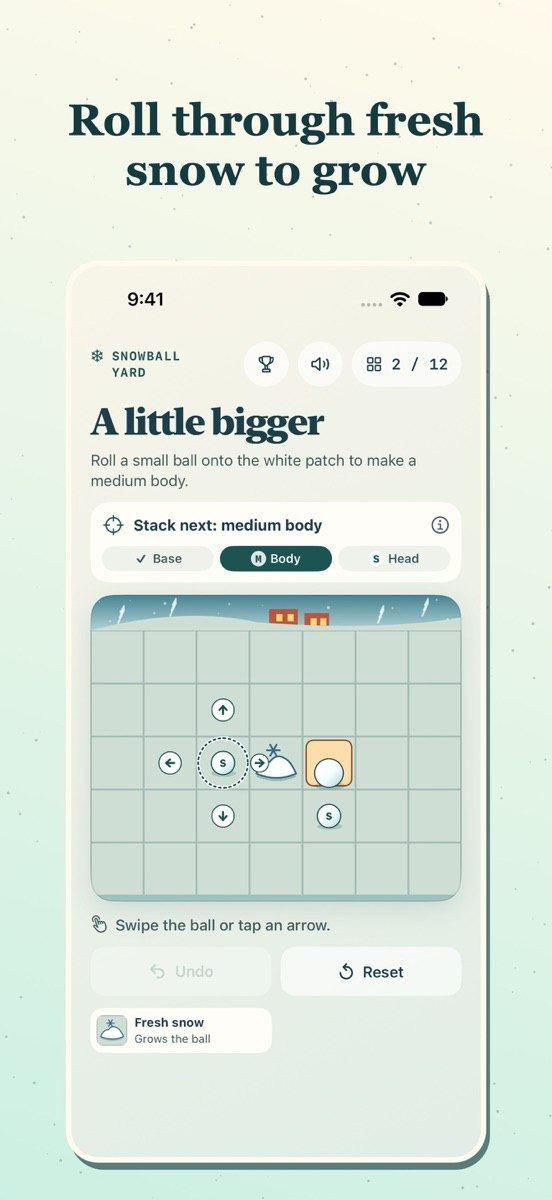 Roll through fresh
snow to grow
9:41
SNOWBALL
YARD
2 / 12
A little bigger
Roll a small ball onto the white patch to make a
medium body.
Stack next: medium body
Base
M Body
S Head
S
S
Swipe the ball or tap an arrow.
Undo
Reset
Fresh snow
Grows the ball